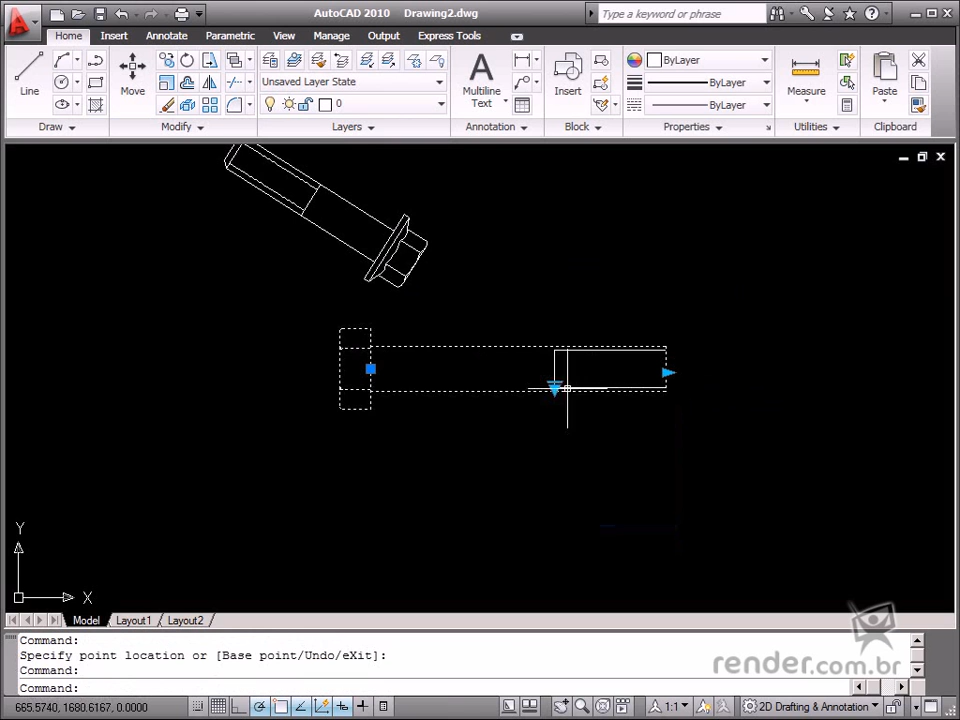 AutoCAD 2010 Drawing2.dwg
Type a keyword or phrase
Home Insert Annotate Parametric View Manage Output Express Tools
Line
Move
Unsaved Layer State
0
Multiline
Text
Insert
ByLayer
ByLayer
ByLayer
Measure
Paste
Draw Modify Layers Annotation Block Properties Utilities Clipboard
Y
X
Model Layout1 Layout2
Command:
Specify point location or [Base point/Undo/eXit]:
Command:
Command:
render.com.br
665.5740, 1680.6167, 0.0000
1:1
2D Drafting & Annotation